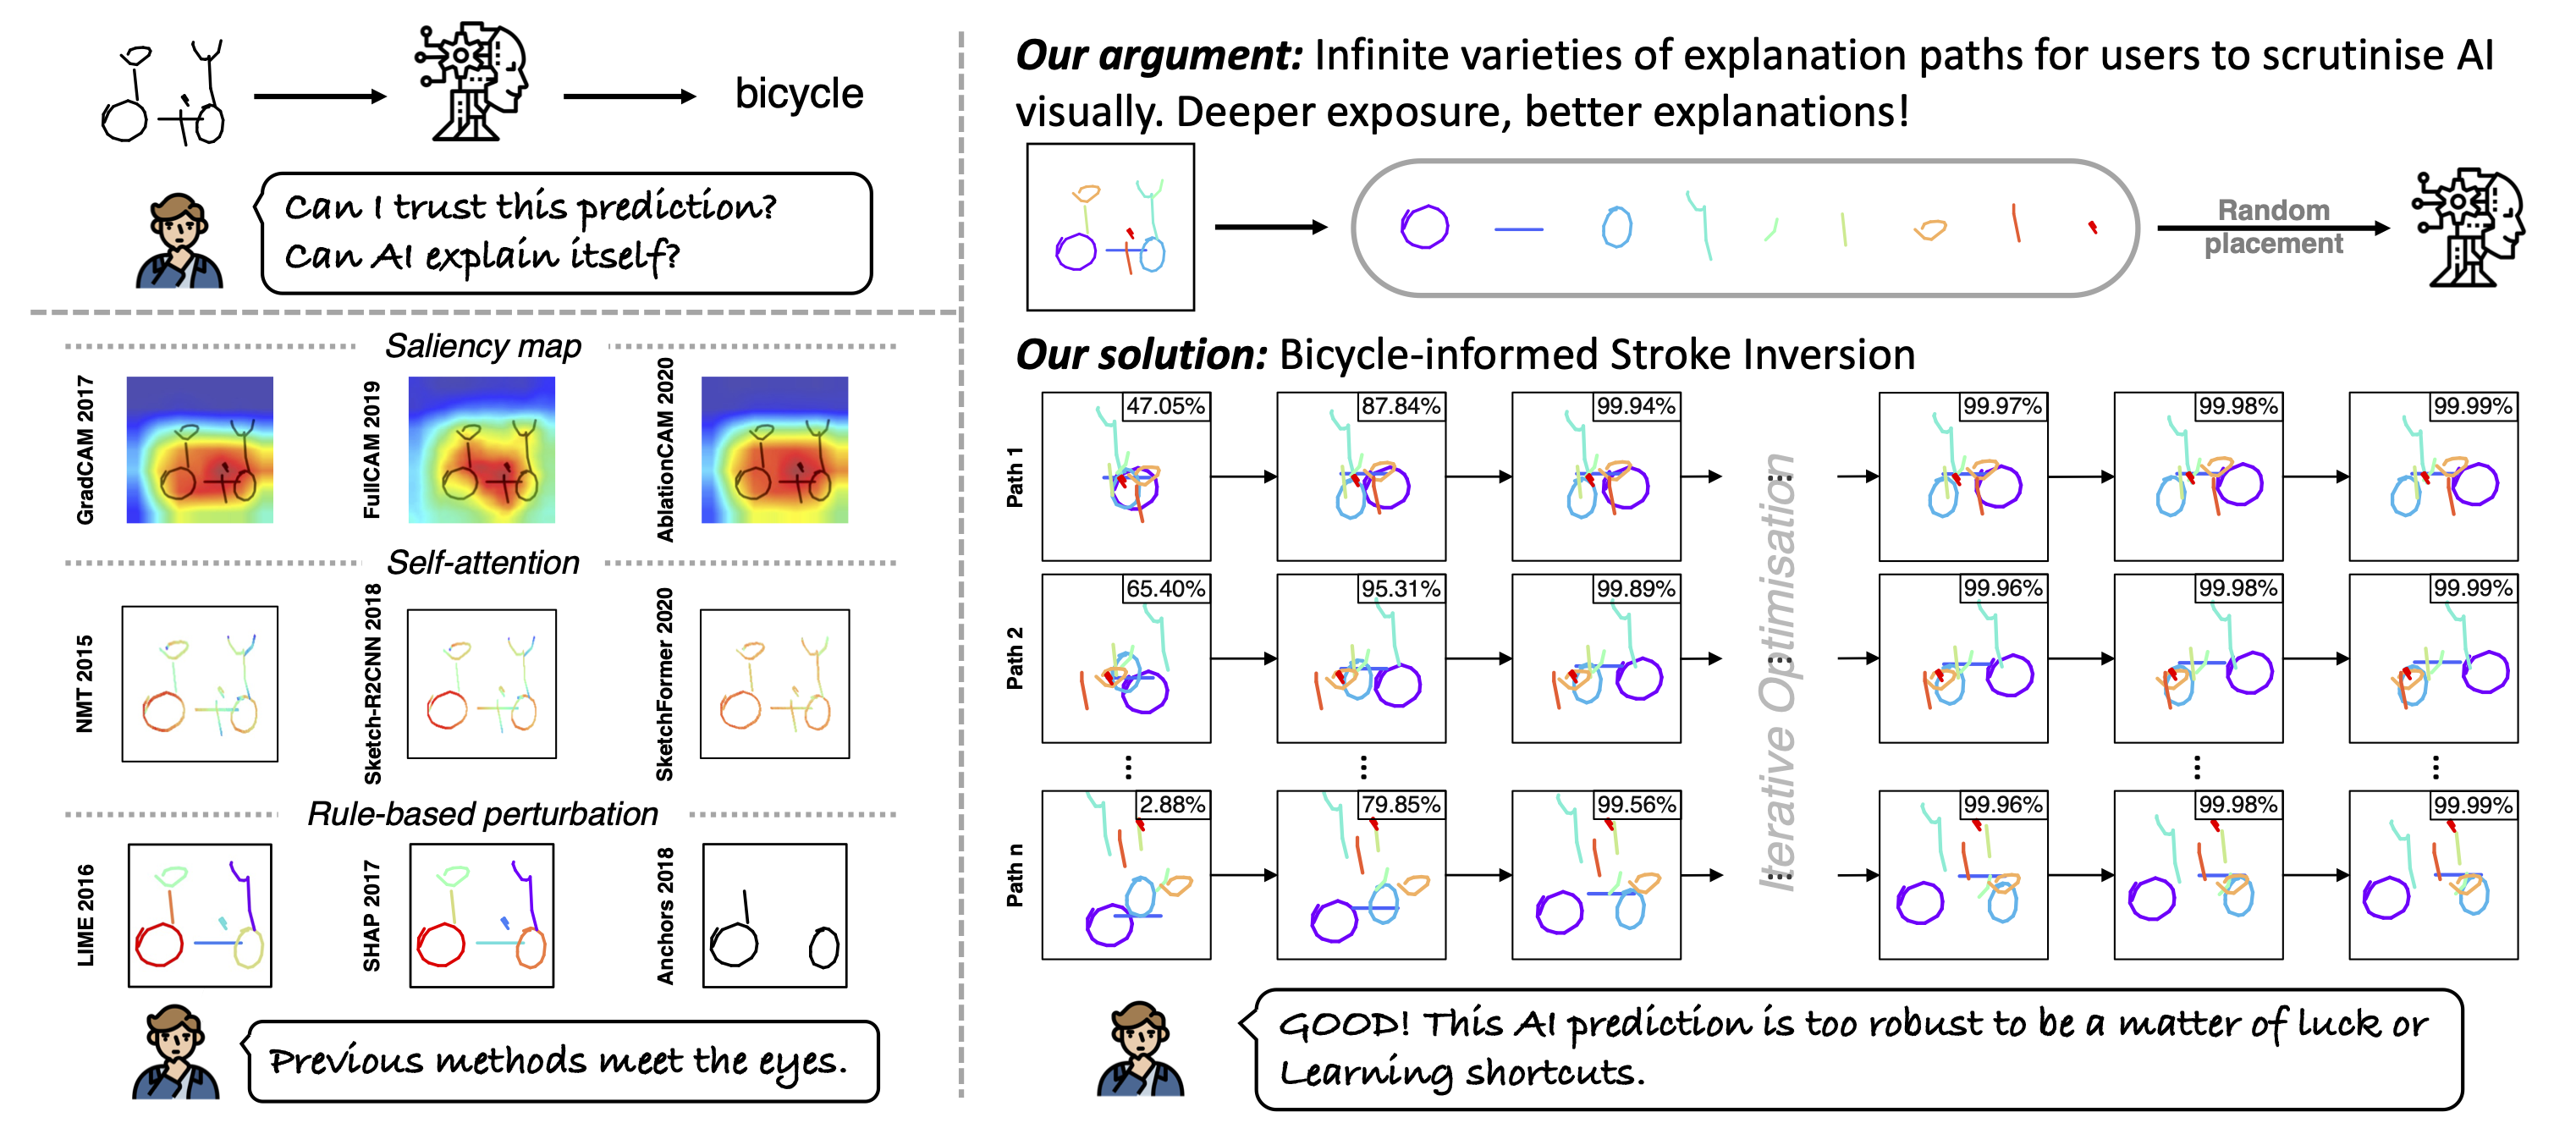 bicycle
Can I trust this prediction?
Can AI explain itself?
Saliency map
GradCAM 2017
FullCAM 2019
AblationCAM 2020
Self-attention
NMT 2015
Sketch-R2CNN 2018
SketchFormer 2020
Rule-based perturbation
LIME 2016
SHAP 2017
Anchors 2018
Previous methods meet the eyes.
Our argument: Infinite varieties of explanation paths for users to scrutinise AI
visually. Deeper exposure, better explanations!
Random
placement
Our solution: Bicycle-informed Stroke Inversion
Path 1
47.05%
87.84%
99.94%
99.97%
99.98%
99.99%
Iterative Optimisation
Path 2
65.40%
95.31%
99.89%
99.96%
99.98%
99.99%
Path n
2.88%
79.85%
99.56%
99.96%
99.98%
99.99%
GOOD! This AI prediction is too robust to be a matter of luck or
Learning shortcuts.